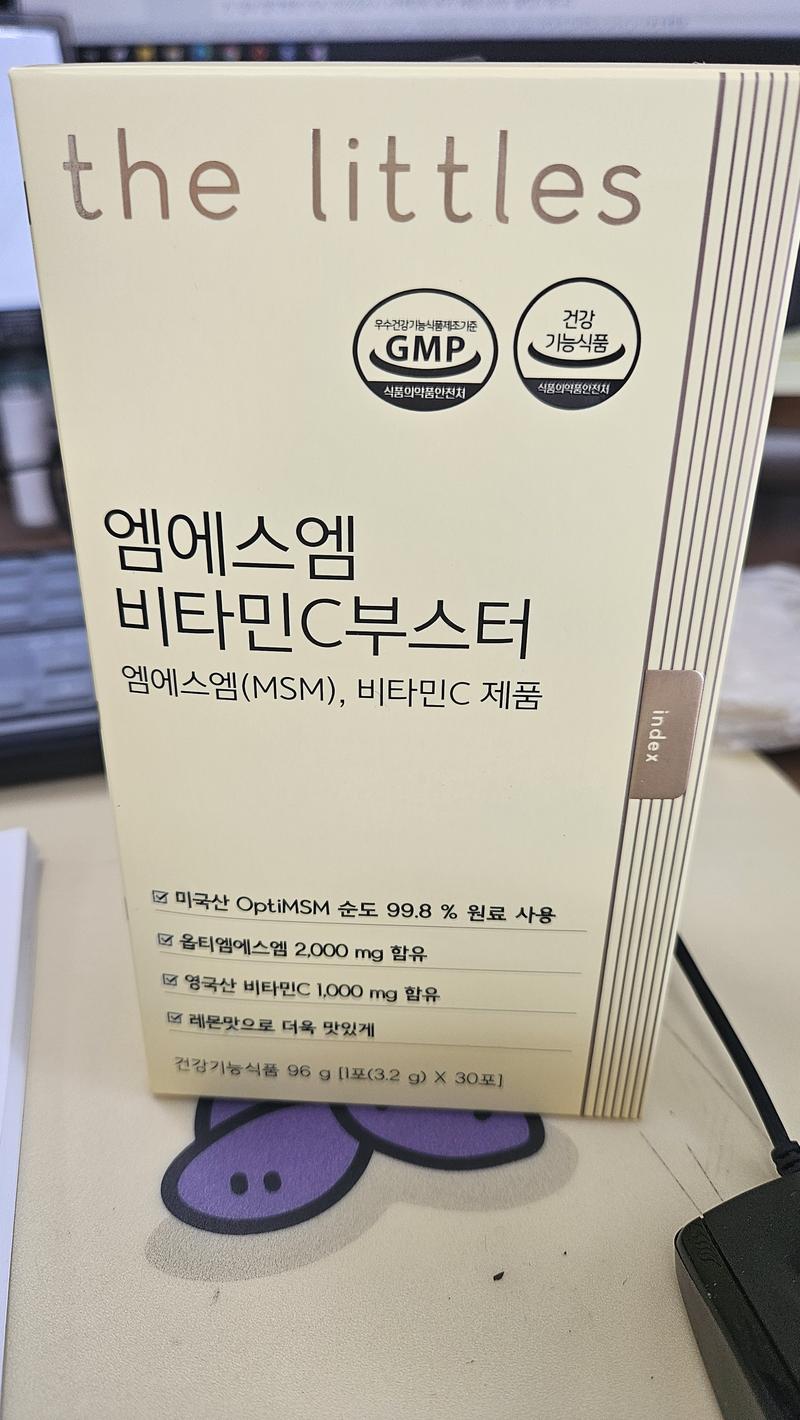 the littles
우수건강기능식품제조기준
GMP
식품의약품안전처
건강
기능식품
식품의약품안전처
엠에스엠
비타민C부스터
엠에스엠(MSM), 비타민C 제품
index
미국산 OptiMSM 순도 99.8 % 원료 사용
옵티엠에스엠 2,000 mg 함유
영국산 비타민C 1,000 mg 함유
레몬맛으로 더욱 맛있게
건강기능식품 96 g [1포(3.2 g) X 30포]